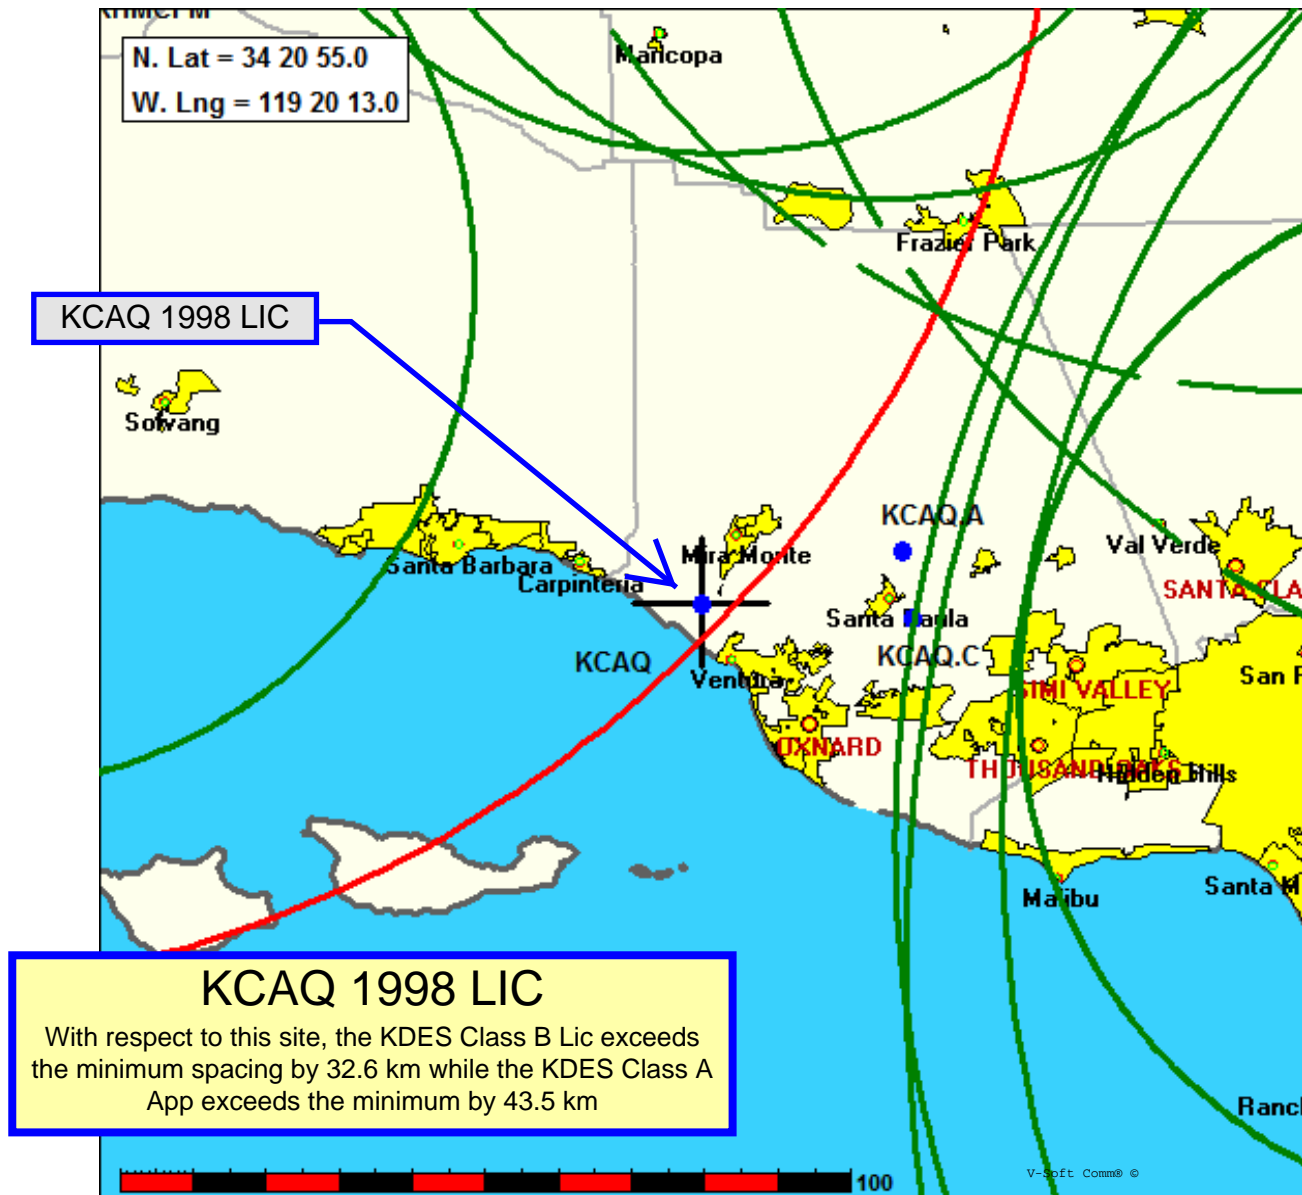 N. Lat = 34 20 55.0
W. Lng = 119 20 13.0
Maricopa
Frazier Park
KCAQ 1998 LIC
Solvang
KCAQ.A
Val Verde
Mira Monte
Santa Barbara
Carpinteria
SANTA CLA
Santa Paula
KCAQ
KCAQ.C
Ventura
San F
SIMI VALLEY
OXNARD
THOUSAND OAKS
Hidden Hills
Malibu
Santa M
KCAQ 1998 LIC
With respect to this site, the KDES Class B Lic exceeds
the minimum spacing by 32.6 km while the KDES Class A
App exceeds the minimum by 43.5 km
Ranch
V-Soft Comm® ©
100